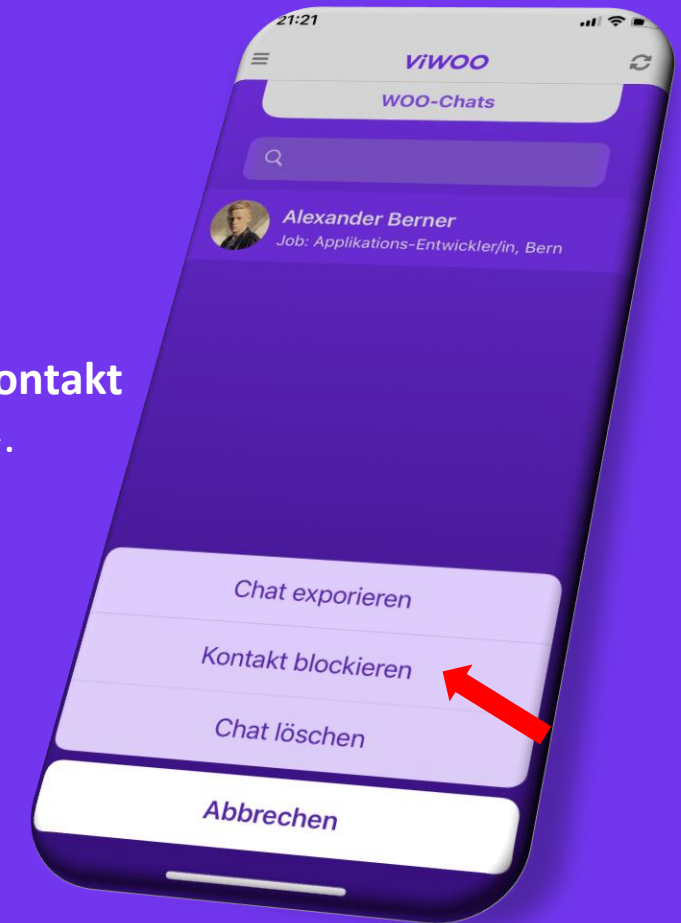 21:21
ViWOO
WOO-Chats
Alexander Berner
Job: Applikations-Entwickler/in, Bern
ontakt
.
Chat exporieren
Kontakt blockieren
Chat löschen
Abbrechen